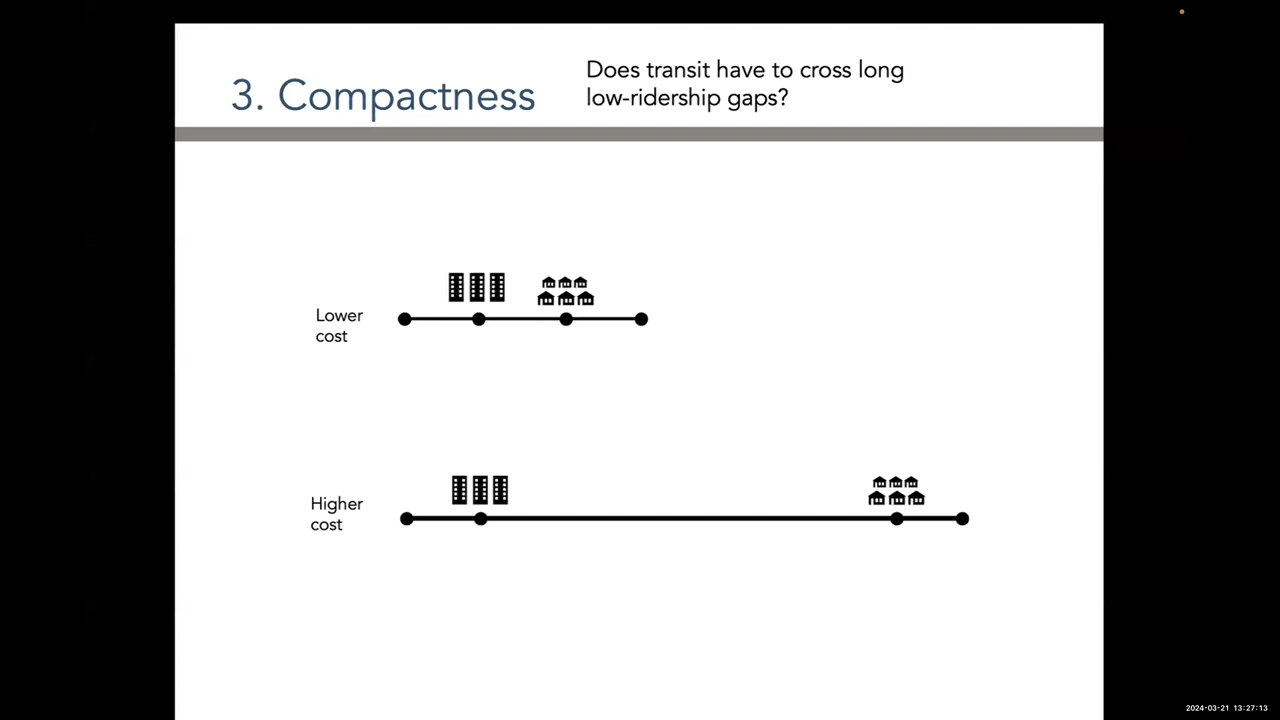 3. Compactness
Does transit have to cross long
low-ridership gaps?
Lower
cost
Higher
cost
2024-03-21 13:27:13